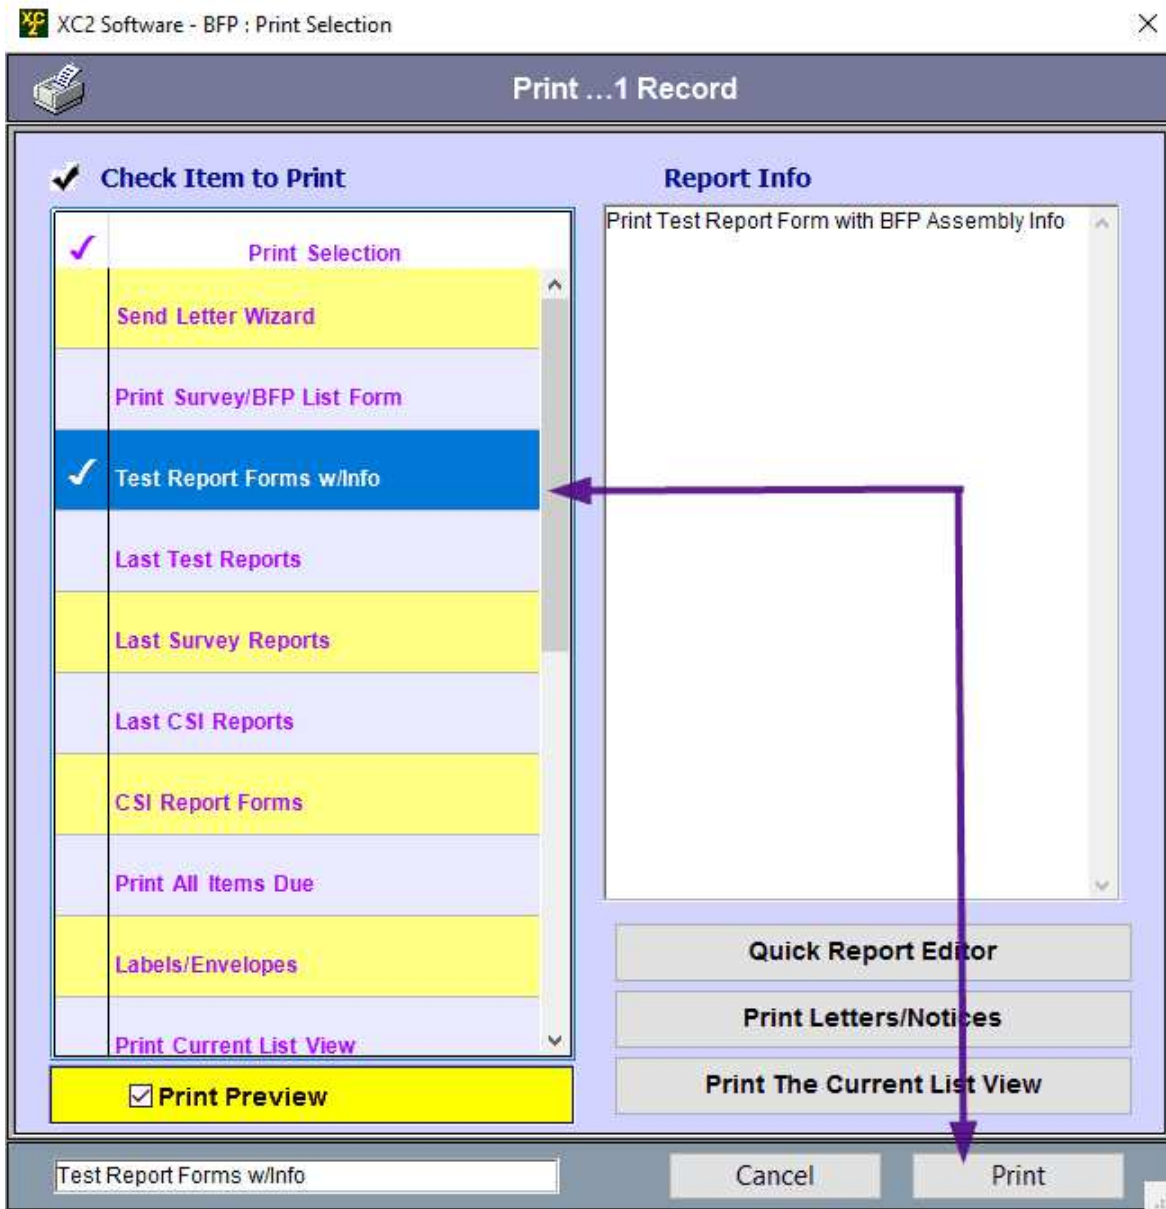 XC2 Software - BFP : Print Selection
Print ...1 Record
Check Item to Print
Print Selection
Send Letter Wizard
Print Survey/BFP List Form
Test Report Forms w/Info
Last Test Reports
Last Survey Reports
Last CSI Reports
CSI Report Forms
Print All Items Due
Labels/Envelopes
Print Current List View
Print Preview
Report Info
Print Test Report Form with BFP Assembly Info
Quick Report Editor
Print Letters/Notices
Print The Current List View
Test Report Forms w/Info
Cancel
Print